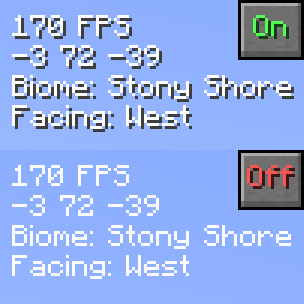 170 FPS
On
-3 72 -39
Biome: Stony Shore
Facing: West
170 FPS
Off
-3 72 -39
Biome: Stony Shore
Facing: West